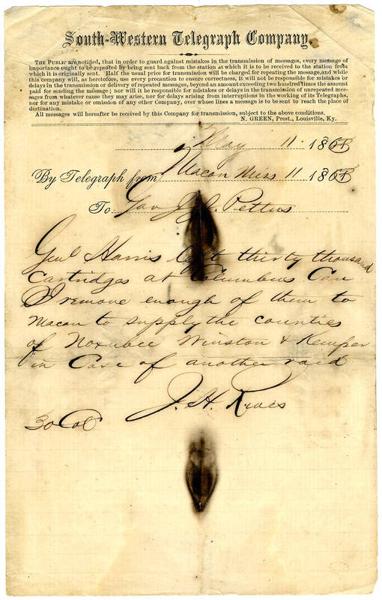 South-Western Telegraph Company.
THE PUBLIC are notified, that in order to guard against mistakes in the transmission of messages, every message of
importance ought to be repeated by being sent back from the station at which it is to be received to the station from
which it is originally sent. Half the usual price for transmission will be charged for repeating the message, and while
this company will, as heretofore, use every precaution to ensure correctness, it will not be responsible for mistakes or
delays in the transmission or delivery of repeated messages, beyond an amount exceeding two hundred times the amount
paid for sending the message; nor will it be responsible for mistakes or delays in the transmission of unrepeated messages
from whatever cause they may arise, nor for delays arising from interruptions in the working of its Telegraphs,
nor for any mistake or omission of any other Company, over whose lines a message is to be sent to reach the place of
destination.
All messages will hereafter be received by this Company for transmission, subject to the above conditions.
N. GREEN, Prest., Louisville, Ky.
May 11 1863
By Telegraph from Macon Miss 11 1863
To Gov J.J. Pettus
Genl Harris left thirty thousand
Cartridges at Columbus Can
I remove enough of them to
Macon to supply the counties
of Noxubee Winston & Kemper
in Case of another raid
30